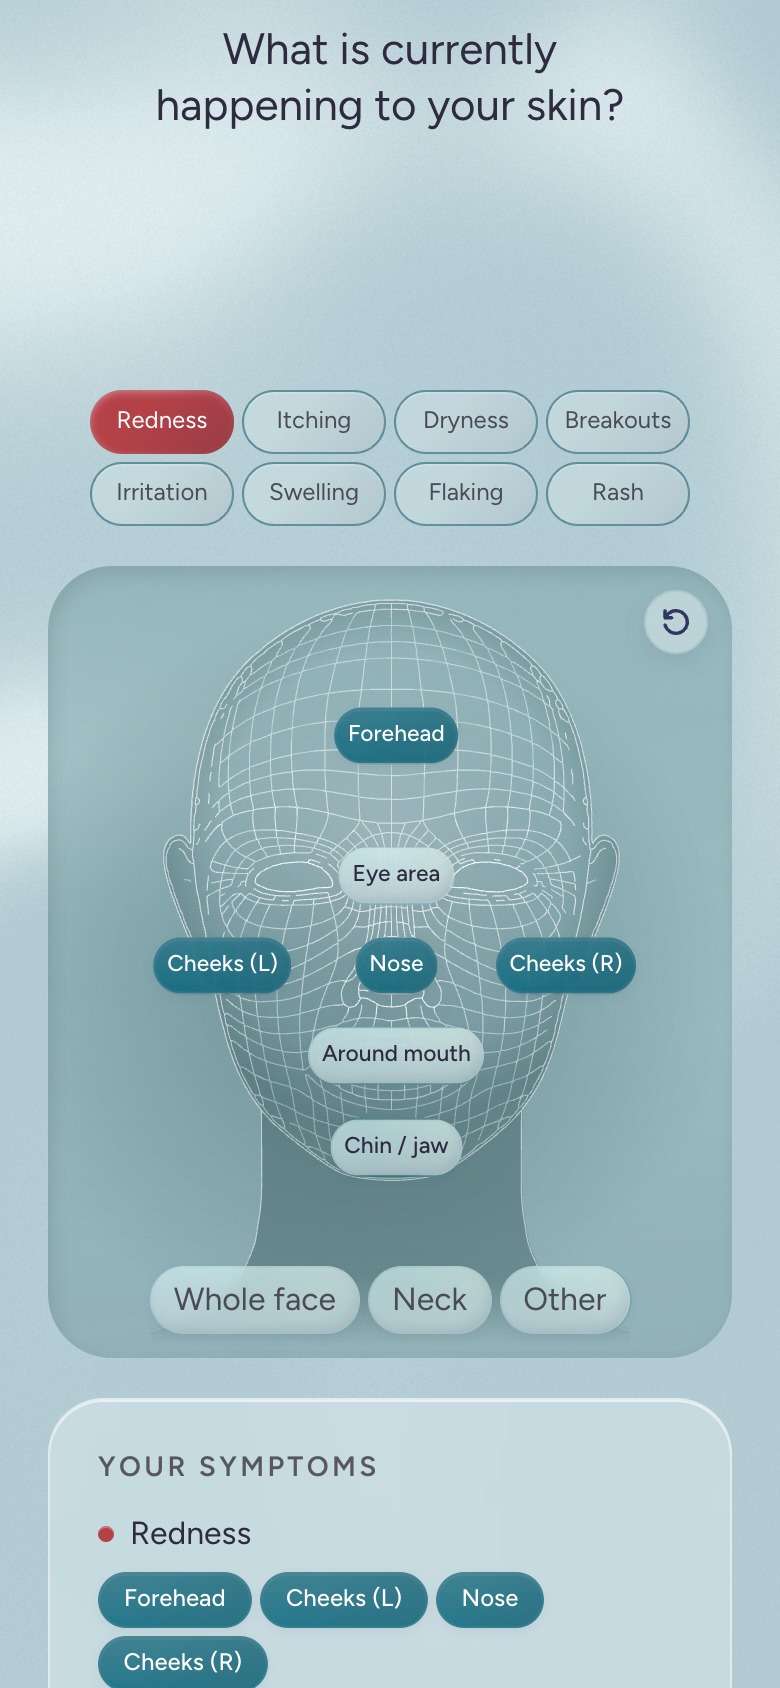 What is currently
happening to your skin?
Redness Itching Dryness Breakouts
Irritation Swelling Flaking Rash
Forehead
Eye area
Cheeks (L) Nose Cheeks (R)
Around mouth
Chin / jaw
Whole face Neck Other
YOUR SYMPTOMS
Redness
Forehead Cheeks (L) Nose
Cheeks (R)